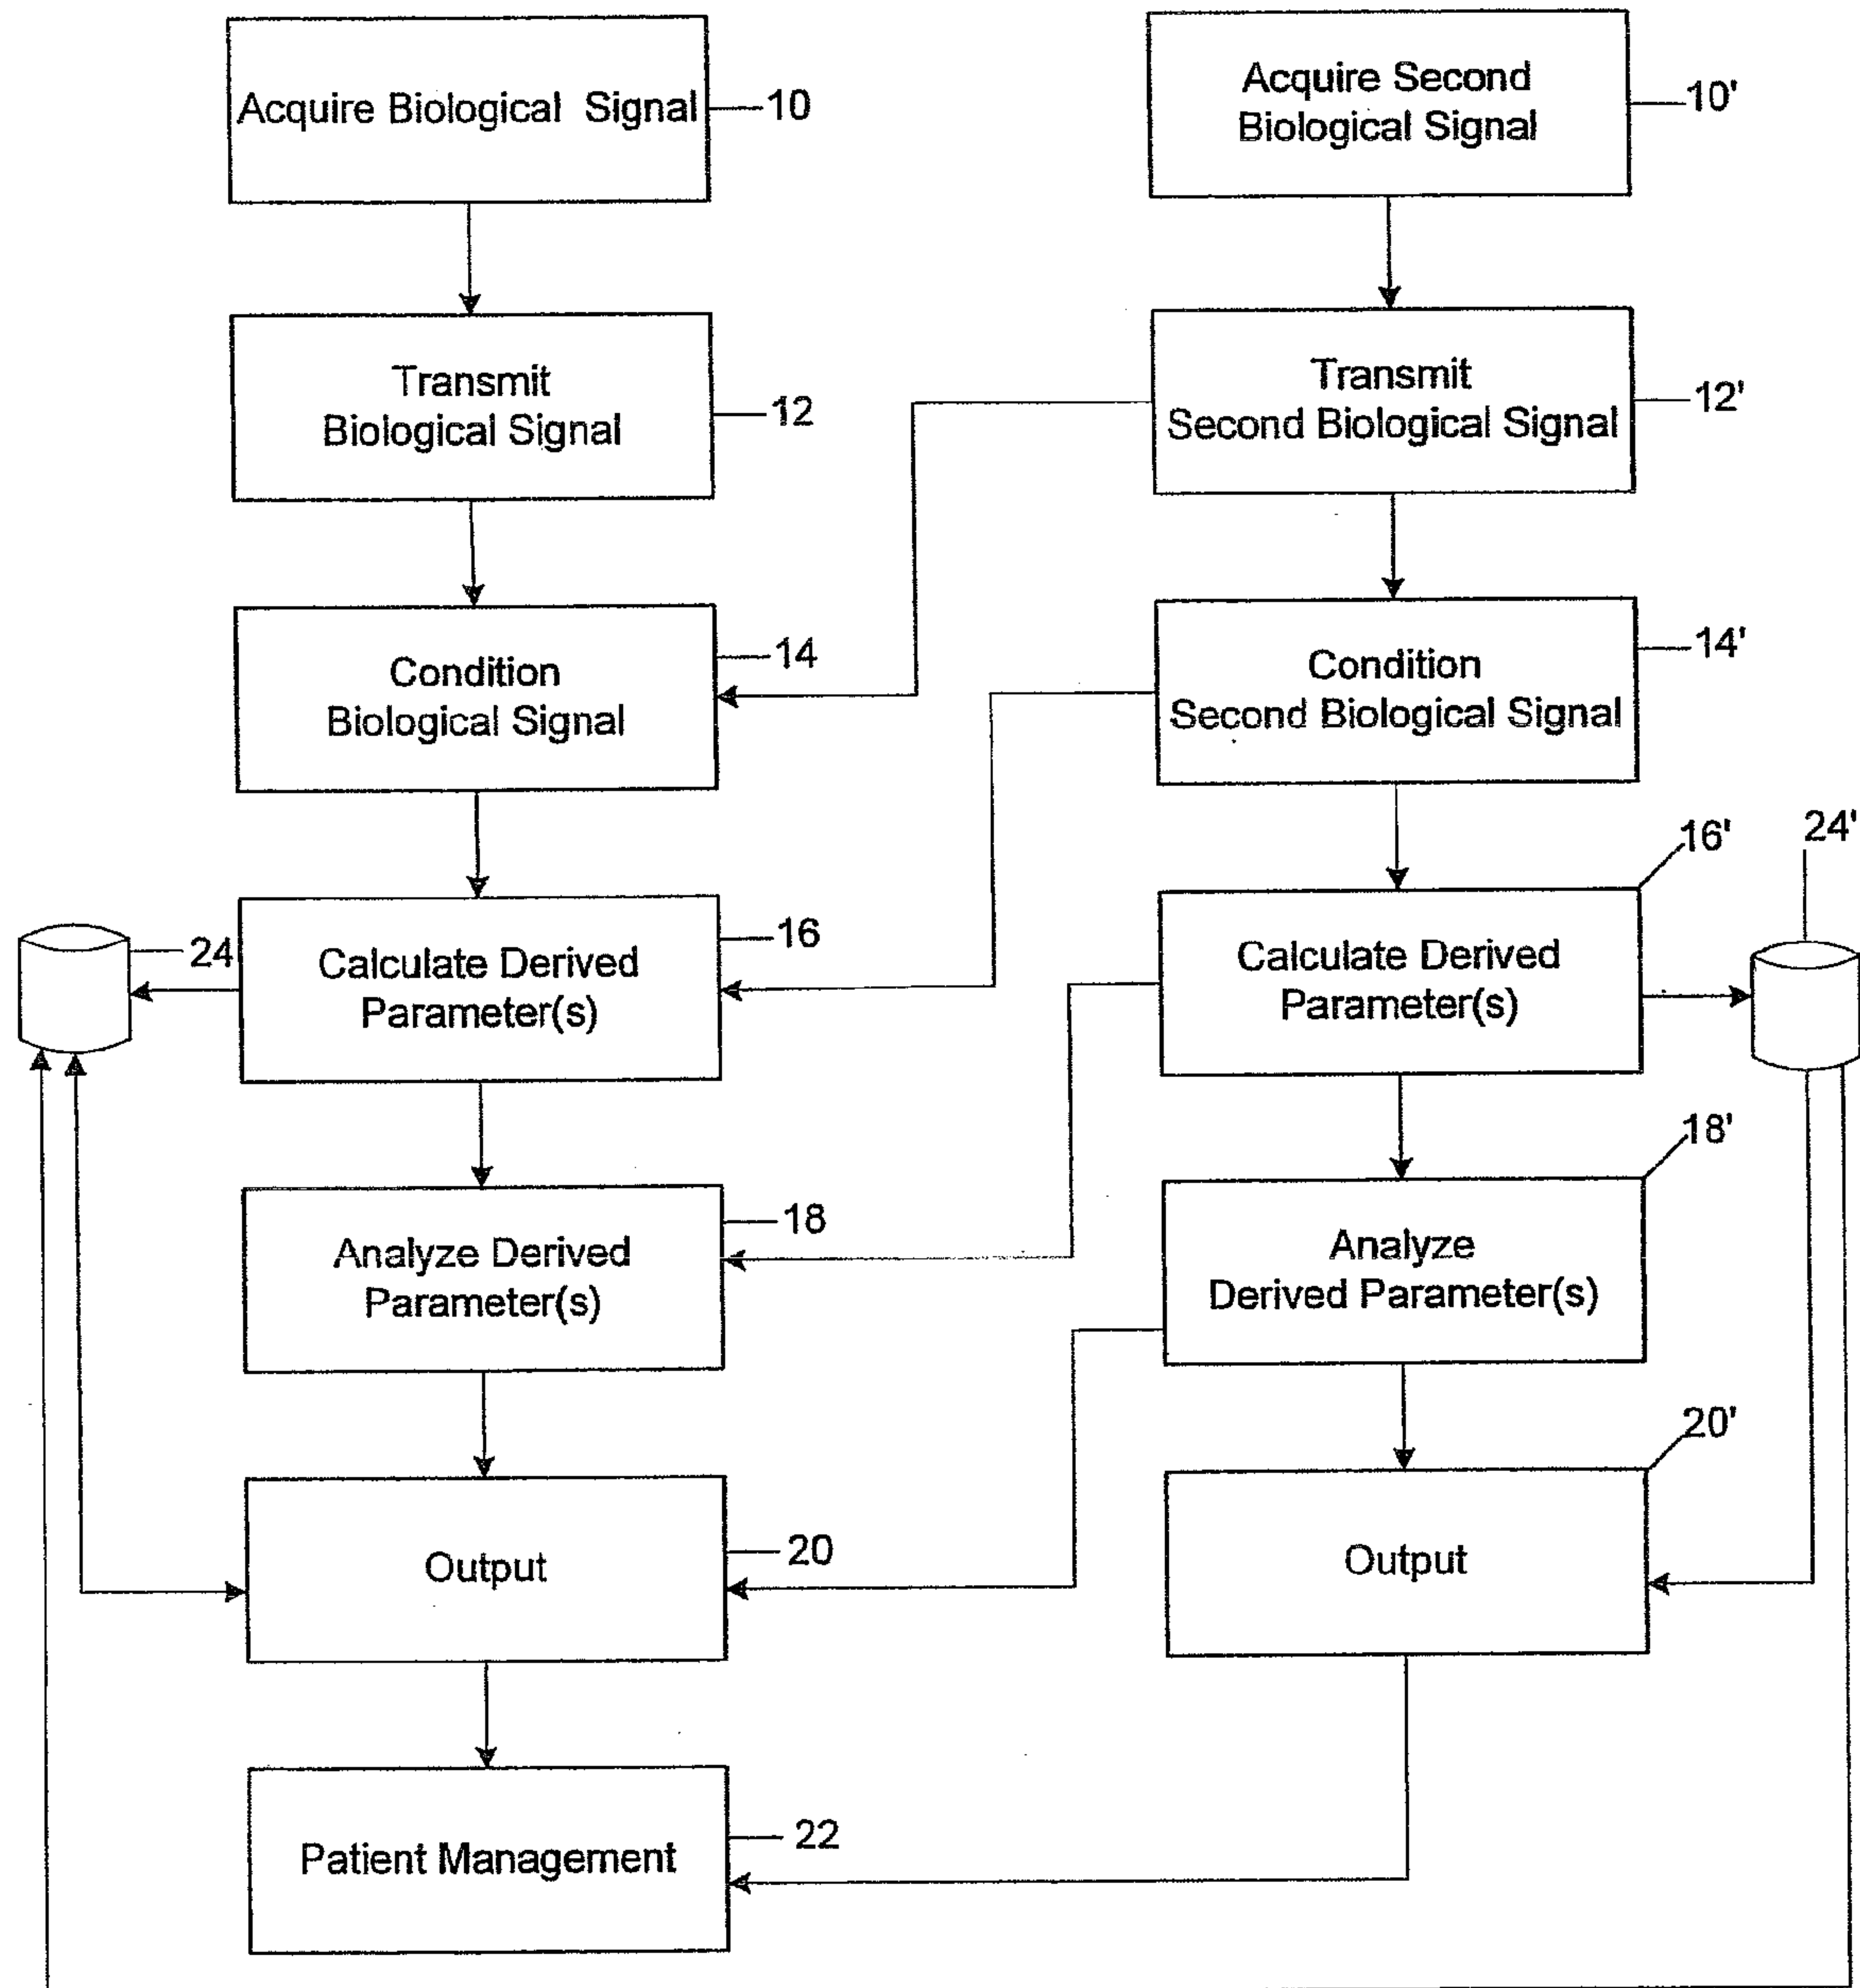 Acquire Biological Signal
10
Acquire Second
Biological Signal
10'
Transmit
Biological Signal
12
Transmit
Second Biological Signal
12'
Condition
Biological Signal
14
Condition
Second Biological Signal
14'
24
Calculate Derived
Parameter(s)
16
Calculate Derived
Parameter(s)
16'
24'
Analyze Derived
Parameter(s)
18
Analyze
Derived Parameter(s)
18'
Output
20
Output
20'
Patient Management
22